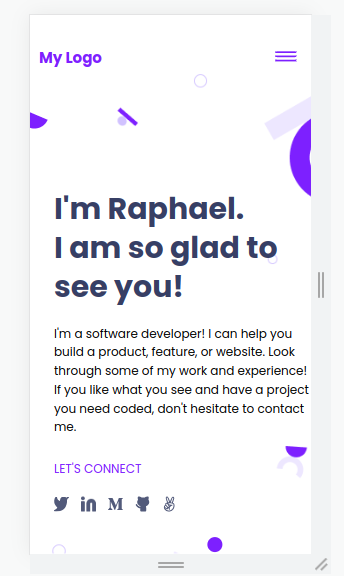 My Logo
I'm Raphael.
I am so glad to
see you!
I'm a software developer! I can help you
build a product, feature, or website. Look
through some of my work and experience!
If you like what you see and have a project
you need coded, don't hesitate to contact
me.
LET'S CONNECT